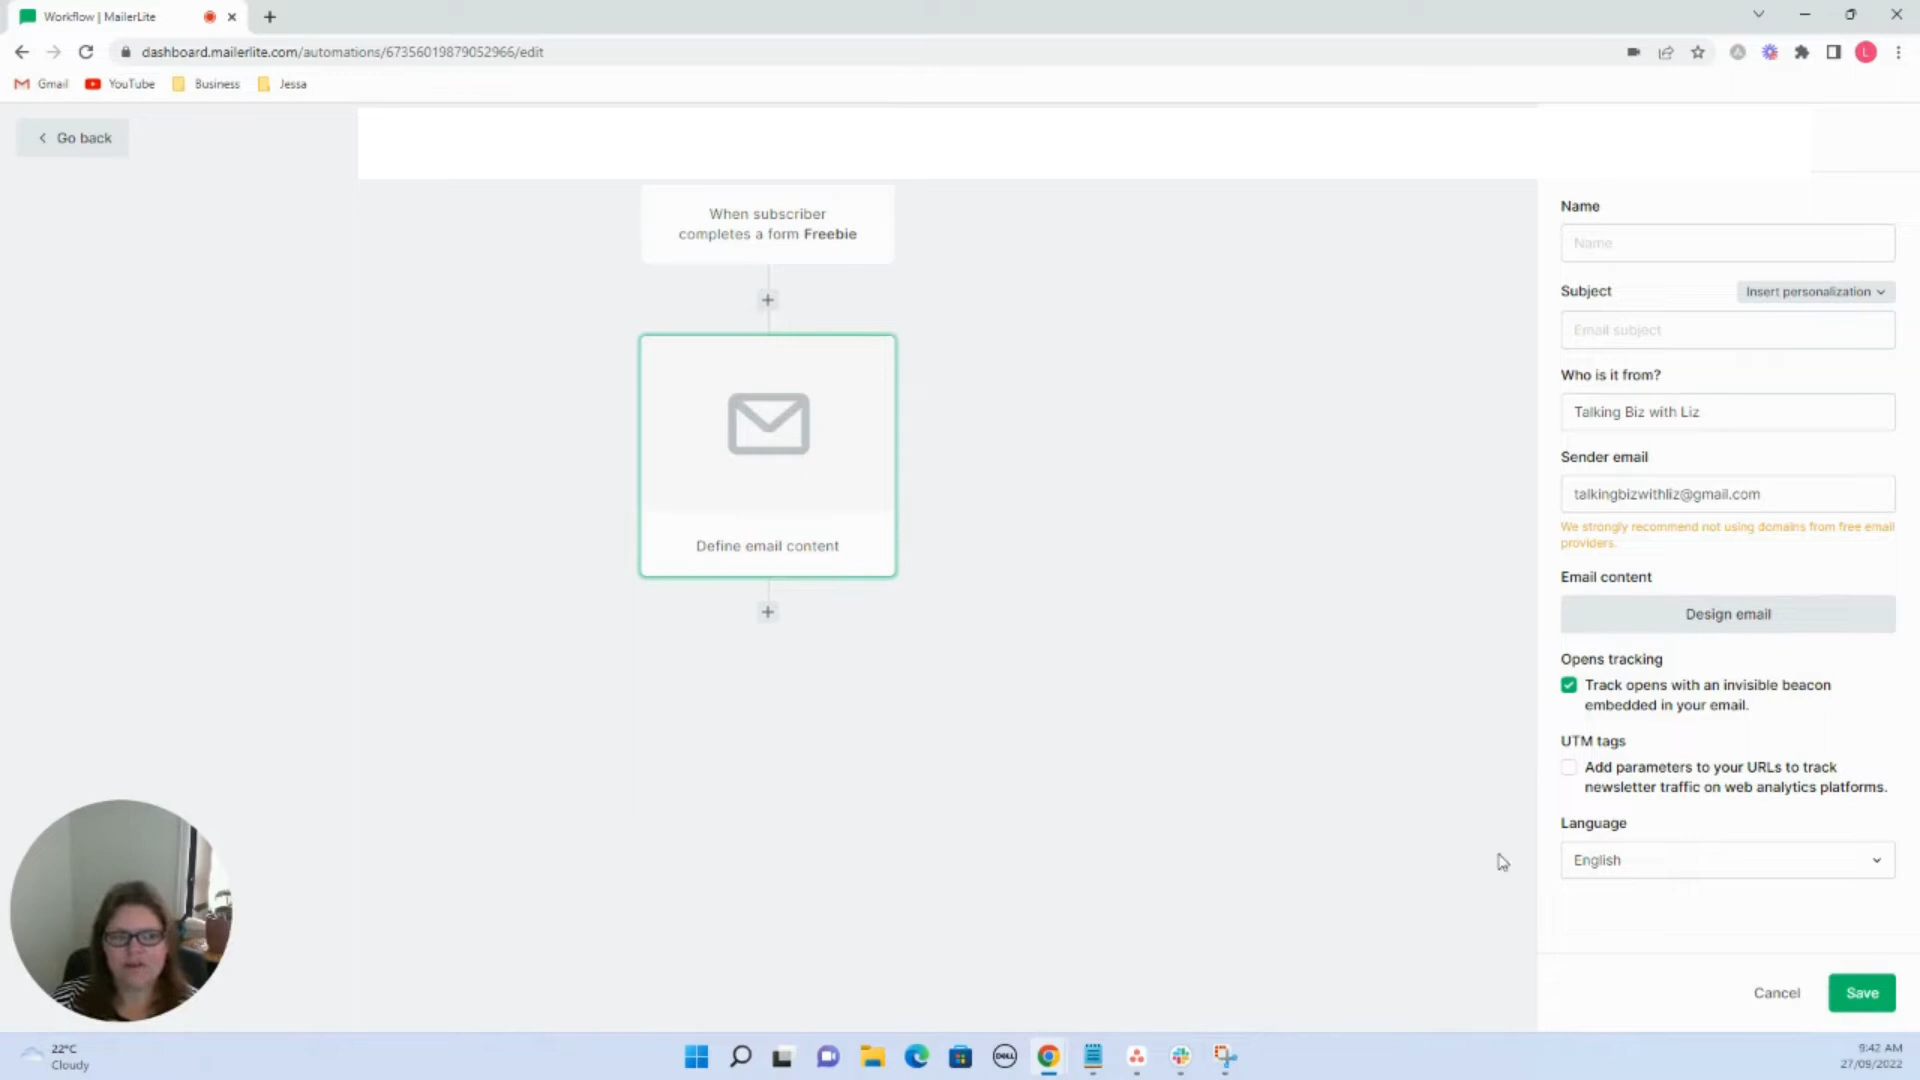 Workflow | MailerLite
dashboard.mailerlite.com/automations/67356019879052966/edit
L
Gmail
YouTube
Business
Jessa
Go back
When subscriber
completes a form Freebie
+
Define email content
+
Name
Name
Subject
Insert personalization
Email subject
Who is it from?
Talking Biz with Liz
Sender email
talkingbizwithliz@gmail.com
We strongly recommend not using domains from free email
providers.
Email content
Design email
Opens tracking
Track opens with an invisible beacon
embedded in your email.
UTM tags
Add parameters to your URLs to track
newsletter traffic on web analytics platforms.
Language
English
Cancel
Save
22°C
Cloudy
DELL
9:42 AM
27/09/2022